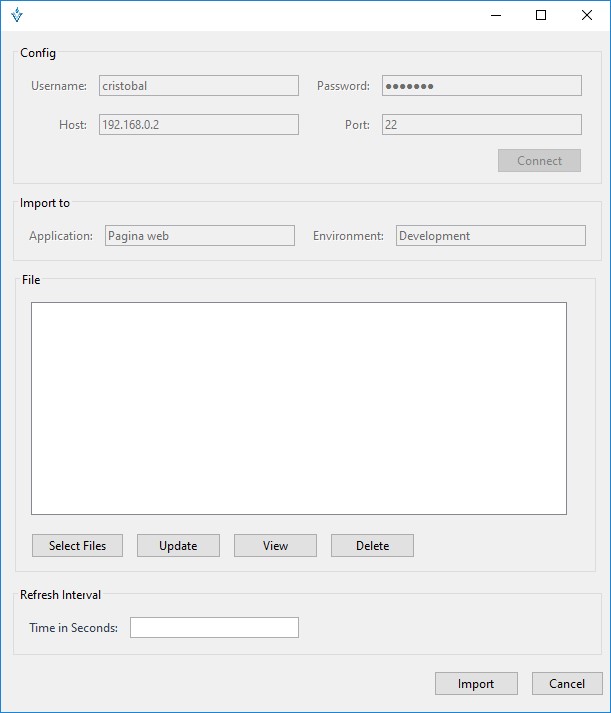 Config
Username: cristobal Password: ●●●●●●●
Host: 192.168.0.2 Port: 22
Connect
Import to
Application: Pagina web Environment: Development
File
Select Files Update View Delete
Refresh Interval
Time in Seconds:
Import Cancel